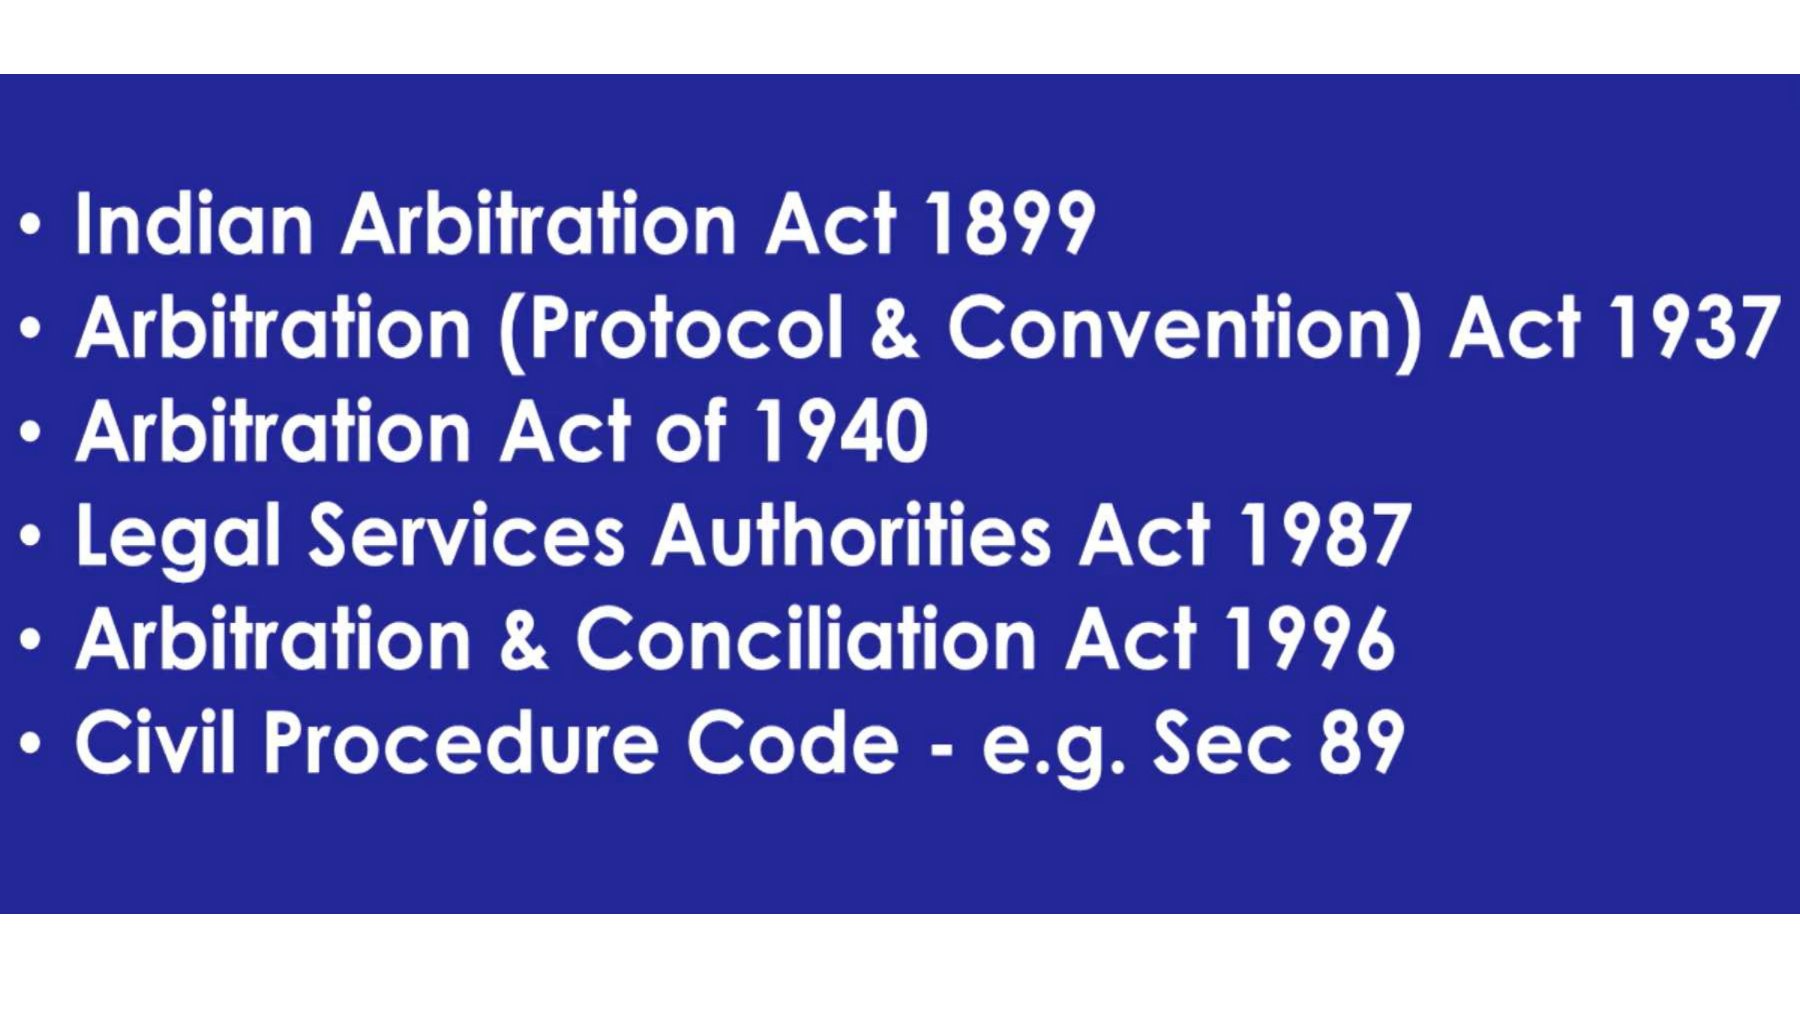 • Indian Arbitration Act 1899
• Arbitration (Protocol & Convention) Act 1937
• Arbitration Act of 1940
• Legal Services Authorities Act 1987
• Arbitration & Conciliation Act 1996
• Civil Procedure Code - e.g. Sec 89